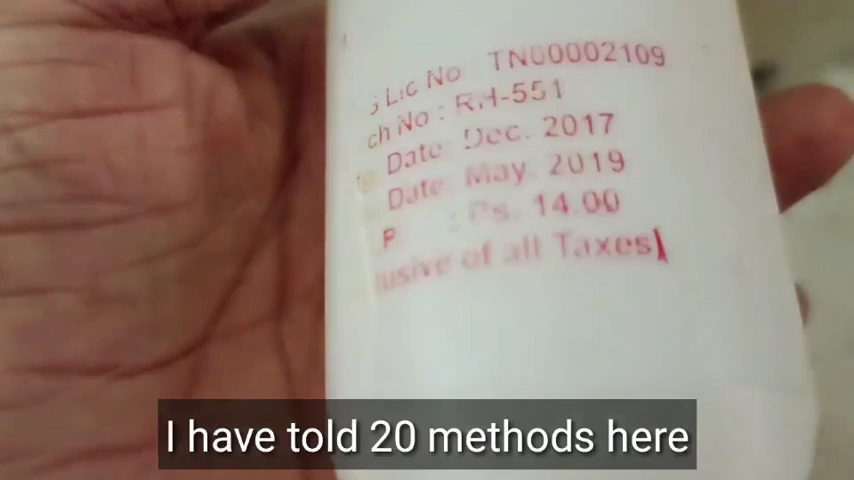 Lic No TN00002109
ch No : RH-551
Date: Dec. 2017
Date: May. 2019
P : Rs. 14.00
usive of all Taxes)
I have told 20 methods here